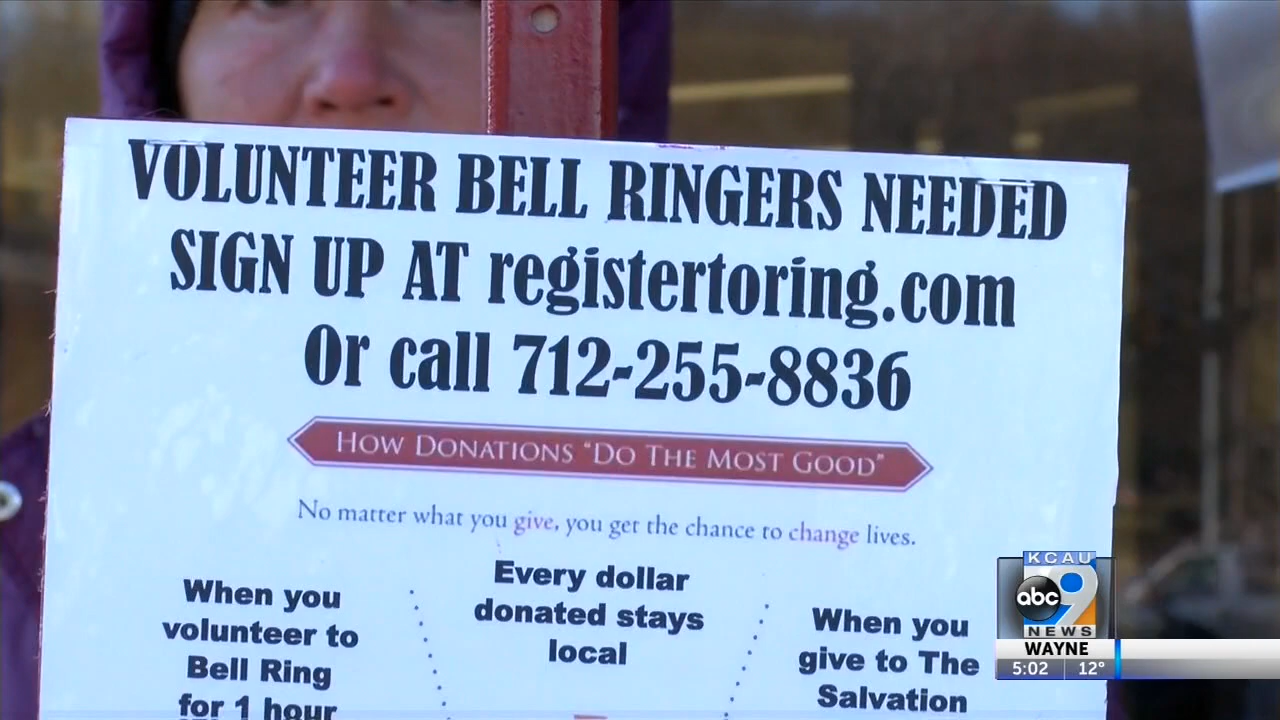 VOLUNTEER BELL RINGERS NEEDED
SIGN UP AT registertoring.com
Or call 712-255-8836
HOW DONATIONS "DO THE MOST GOOD"
No matter what you give, you get the chance to change lives.
When you
volunteer to
Bell Ring
for 1 hour
Every dollar
donated stays
local
When you
give to The
Salvation
KCAU
abc 9
NEWS
WAYNE
5:02 12°